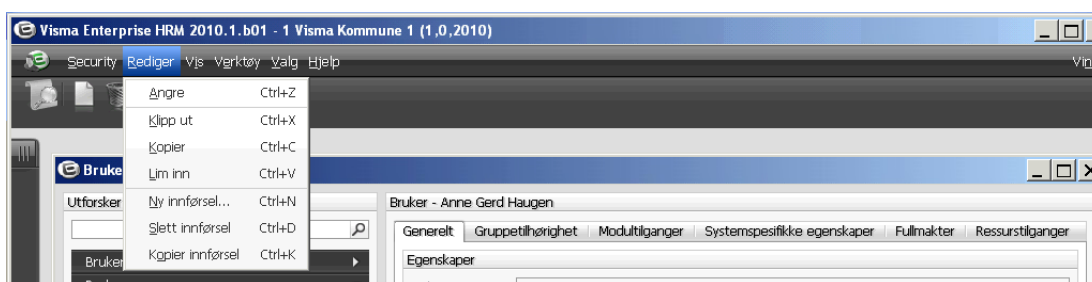 Visma Enterprise HRM 2010.1.b01 - 1 Visma Kommune 1 (1,0,2010)
Security Rediger Vis Verktøy Valg Hjelp
Angre Ctrl+Z
Klipp ut Ctrl+X
Kopier Ctrl+C
Lim inn Ctrl+V
Ny innførsel... Ctrl+N
Slett innførsel Ctrl+D
Kopier innførsel Ctrl+K
Utforsker
Bruker - Anne Gerd Haugen
Generelt Gruppetilhørighet Modultilganger Systemspesifikke egenskaper Fullmakter Ressurstilganger
Egenskaper